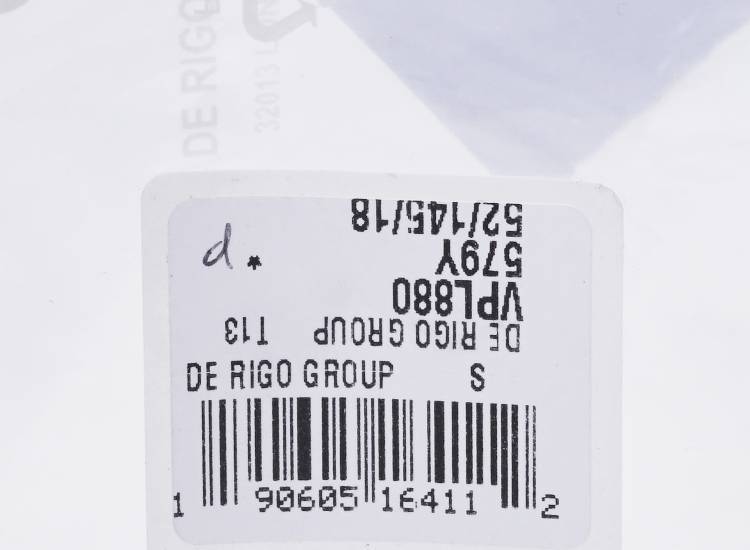 DE RIGO
32013 L
52/145/18
579Y
VPL880
DE RIGO GROUP T13
d.*
DE RIGO GROUP S
1 90605 16411 2